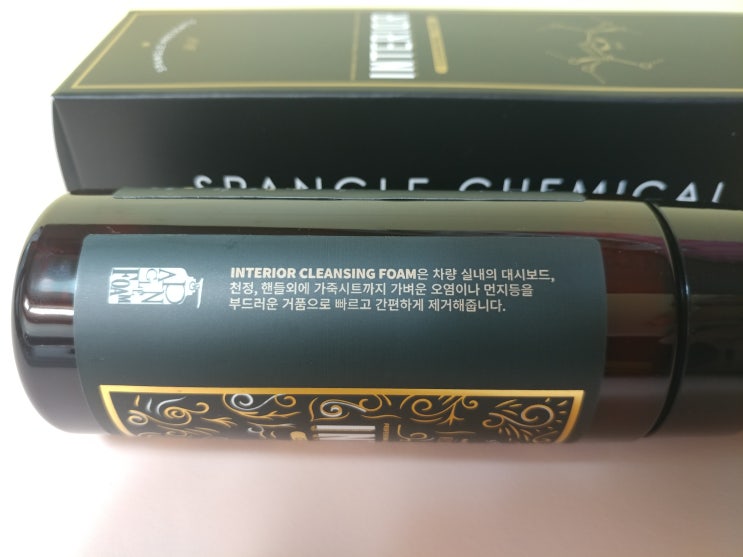 INTERIOR
SPANGLE CHEMICAL
INTERIOR CLEANSING FOAM은 차량 실내의 대시보드,
천정, 핸들외에 가죽시트까지 가벼운 오염이나 먼지등을
부드러운 거품으로 빠르고 간편하게 제거해줍니다.
FOAM
IN